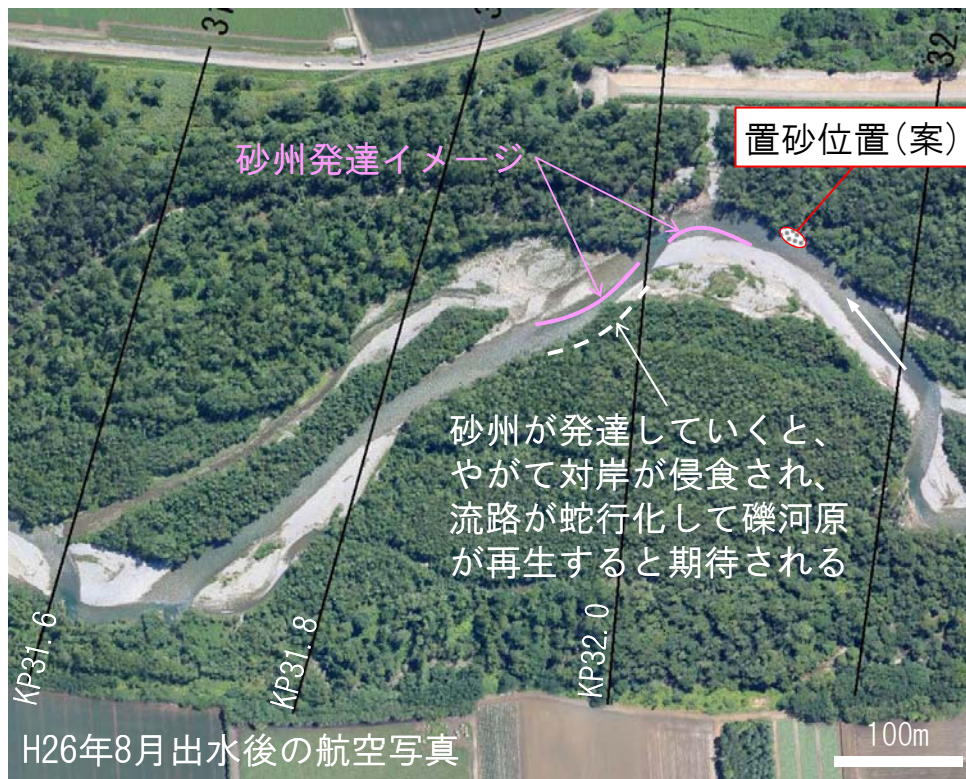 32
置砂位置(案)
砂州発達イメージ
砂州が発達していくと、
やがて対岸が侵食され、
流路が蛇行化して礫河原
が再生すると期待される
KP31.6
KP31.8
KP32.0
H26年8月出水後の航空写真
100m